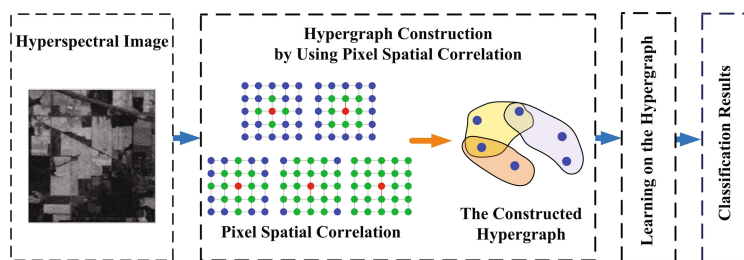 Hyperspectral Image
Hypergraph Construction
by Using Pixel Spatial Correlation
Pixel Spatial Correlation
The Constructed
Hypergraph
Learning on the Hypergraph
Classification Results